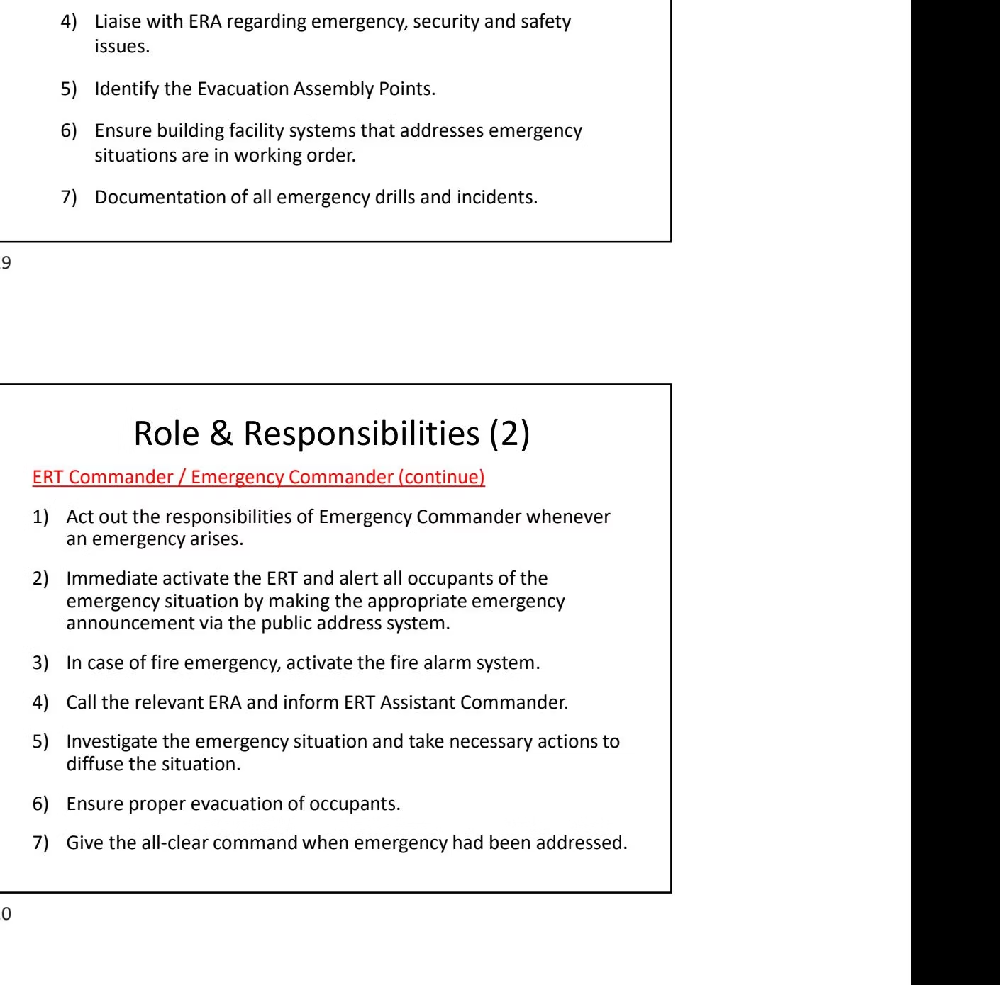 4) Liaise with ERA regarding emergency, security and safety
issues.
5) Identify the Evacuation Assembly Points.
6) Ensure building facility systems that addresses emergency
situations are in working order.
7) Documentation of all emergency drills and incidents.
9
Role & Responsibilities (2)
ERT Commander / Emergency Commander (continue)
1) Act out the responsibilities of Emergency Commander whenever
an emergency arises.
2) Immediate activate the ERT and alert all occupants of the
emergency situation by making the appropriate emergency
announcement via the public address system.
3) In case of fire emergency, activate the fire alarm system.
4) Call the relevant ERA and inform ERT Assistant Commander.
5) Investigate the emergency situation and take necessary actions to
diffuse the situation.
6) Ensure proper evacuation of occupants.
7) Give the all-clear command when emergency had been addressed.
0